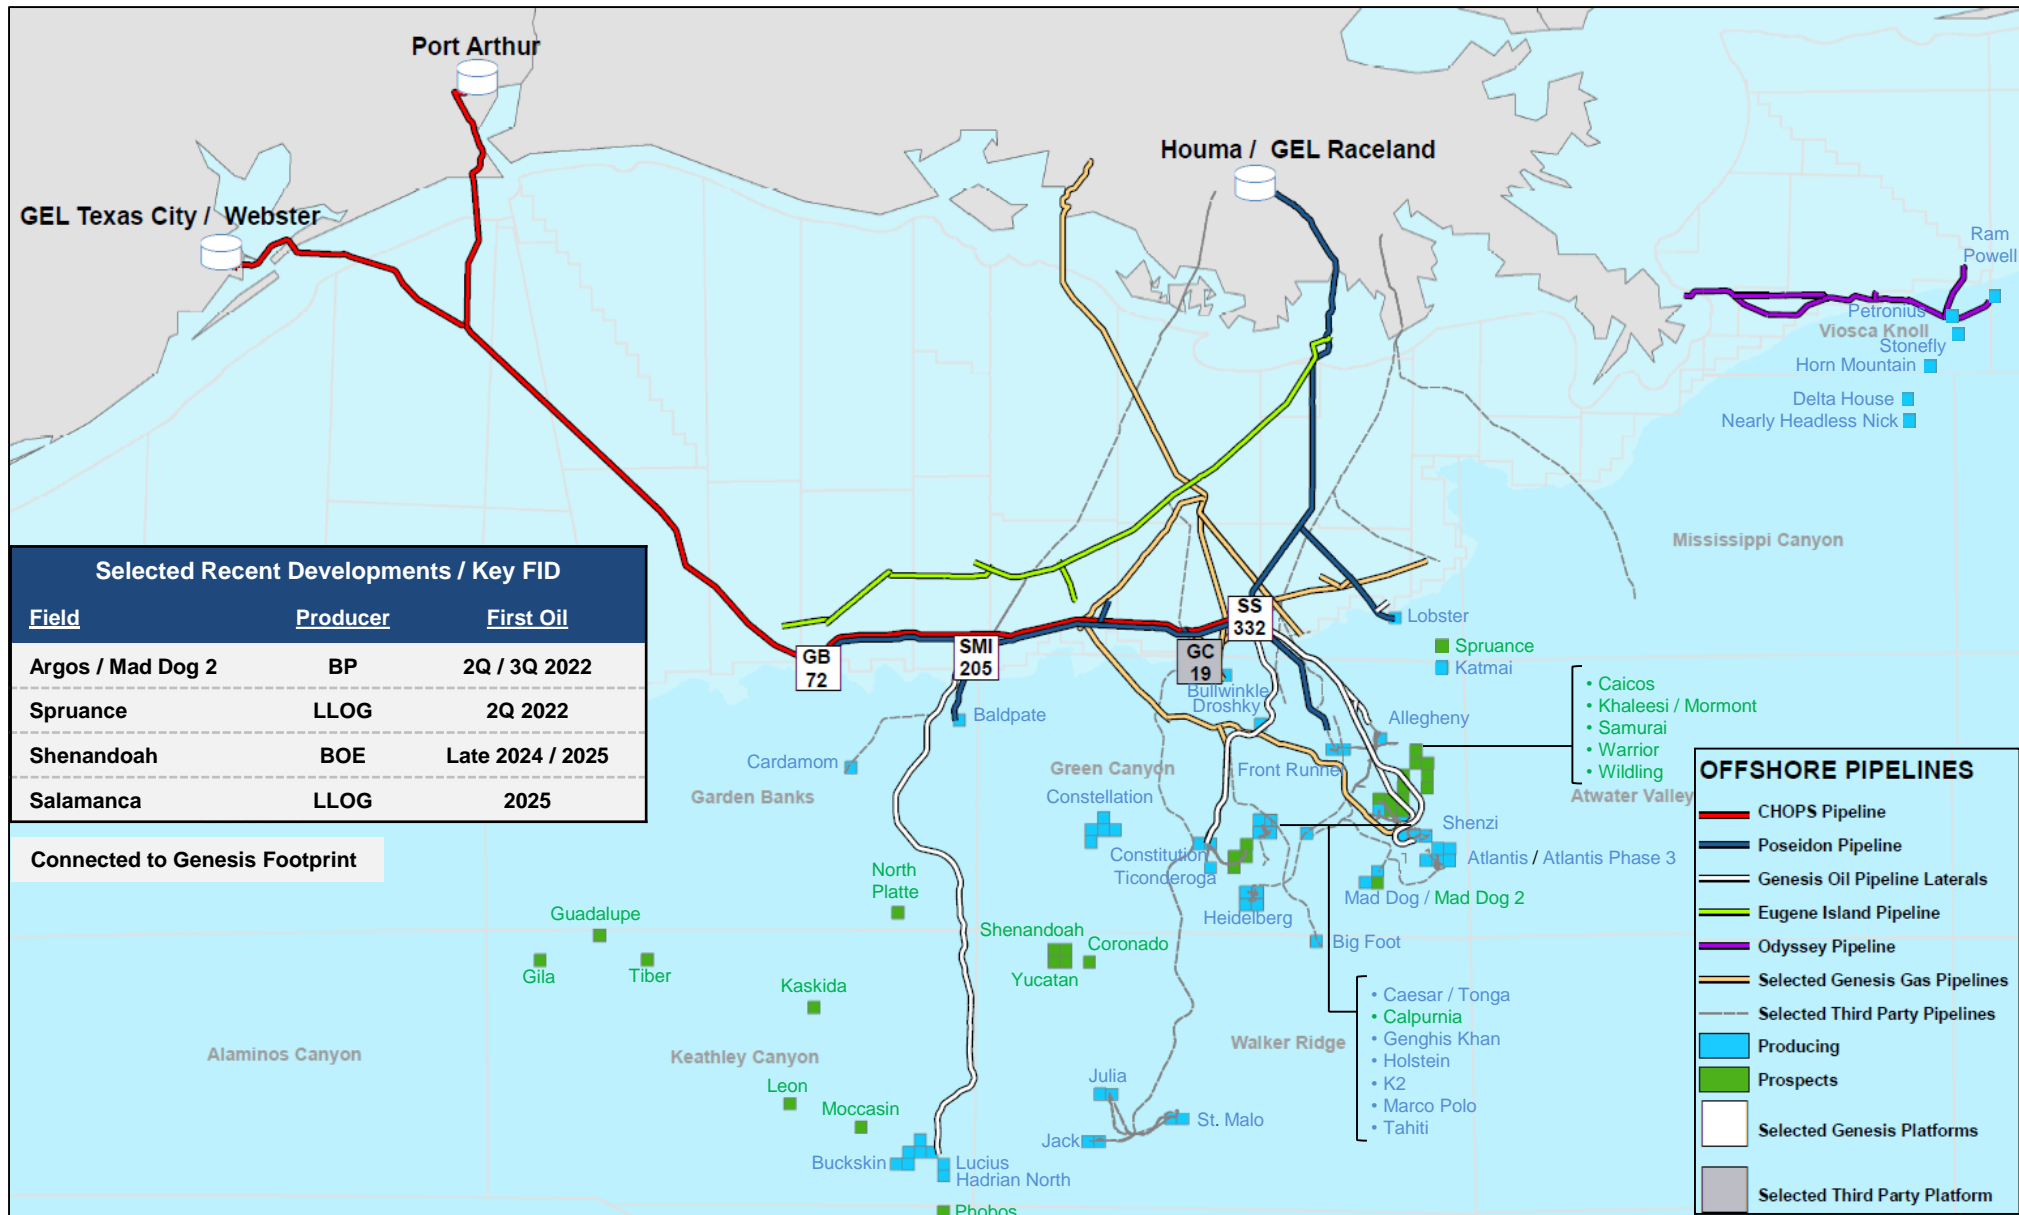 Port Arthur
Houma / GEL Raceland
GEL Texas City / Webster
Ram
Powell
Petronius
Viosca Knoll
Stonefly
Horn Mountain
Delta House
Nearly Headless Nick
Mississippi Canyon
Selected Recent Developments / Key FID
Field Producer First Oil
Argos / Mad Dog 2 BP 2Q / 3Q 2022
Spruance LLOG 2Q 2022
Shenandoah BOE Late 2024 / 2025
Salamanca LLOG 2025
Connected to Genesis Footprint
GB
72
SMI
205
GC
19
SS
332
Lobster
Spruance
Katmai
Bullwinkle
Droshky
Baldpate
Cardamom
Allegheny
• Caicos
• Khaleesi / Mormont
• Samurai
• Warrior
• Wildling
Green Canyon
Front Runne
Garden Banks
Constellation
Atwater Valley
Shenzi
Constitution
Ticonderoga
Atlantis / Atlantis Phase 3
Mad Dog / Mad Dog 2
Heidelberg
Big Foot
North
Platte
Guadalupe
Gila
Tiber
Shenandoah
Coronado
Yucatan
Kaskida
Alaminos Canyon
Keathley Canyon
Walker Ridge
• Caesar / Tonga
• Calpurnia
• Genghis Khan
• Holstein
• K2
• Marco Polo
• Tahiti
Leon
Moccasin
Julia
St. Malo
Jack
Buckskin
Lucius
Hadrian North
Phobos
OFFSHORE PIPELINES
CHOPS Pipeline
Poseidon Pipeline
Genesis Oil Pipeline Laterals
Eugene Island Pipeline
Odyssey Pipeline
Selected Genesis Gas Pipelines
Selected Third Party Pipelines
Producing
Prospects
Selected Genesis Platforms
Selected Third Party Platform